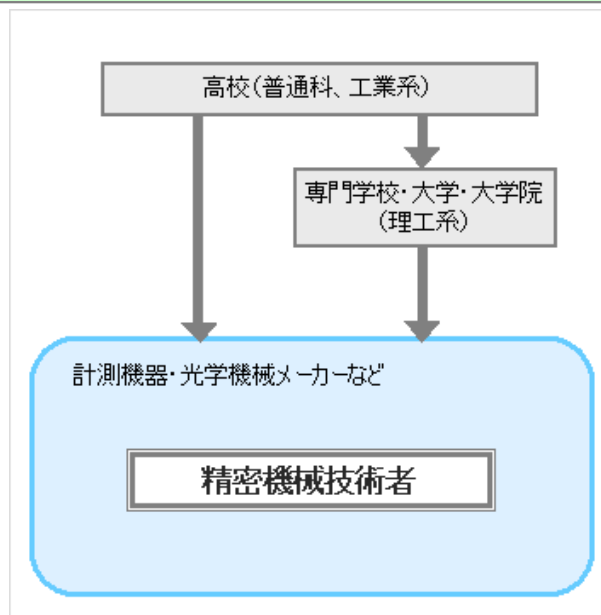 高校(普通科、工業系)
専門学校・大学・大学院
(理工系)
計測機器・光学機械メーカーなど
精密機械技術者